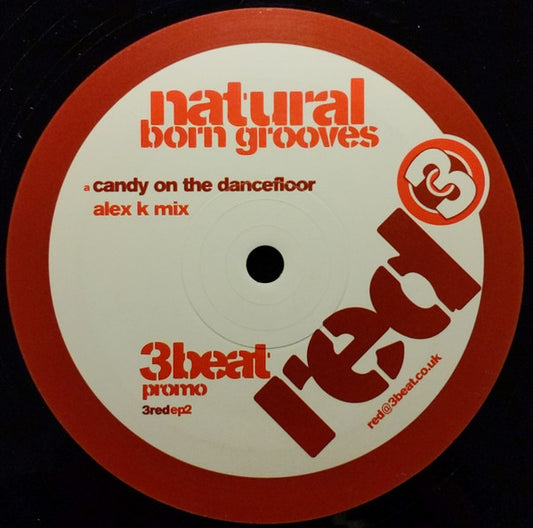 natural
born grooves
a candy on the dancefloor
alex k mix
3
red
3beat
promo
3redep2
red@3beat.co.uk